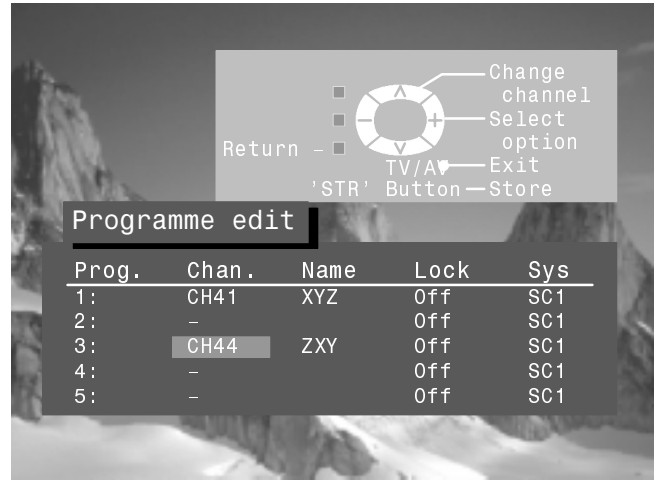 Change
channel
Select
option
Return –
TV/AV
Exit
'STR' Button
Store
Programme edit
Prog. Chan. Name Lock Sys
1: CH41 XYZ Off SC1
2: – Off SC1
3: CH44 ZXY Off SC1
4: – Off SC1
5: – Off SC1